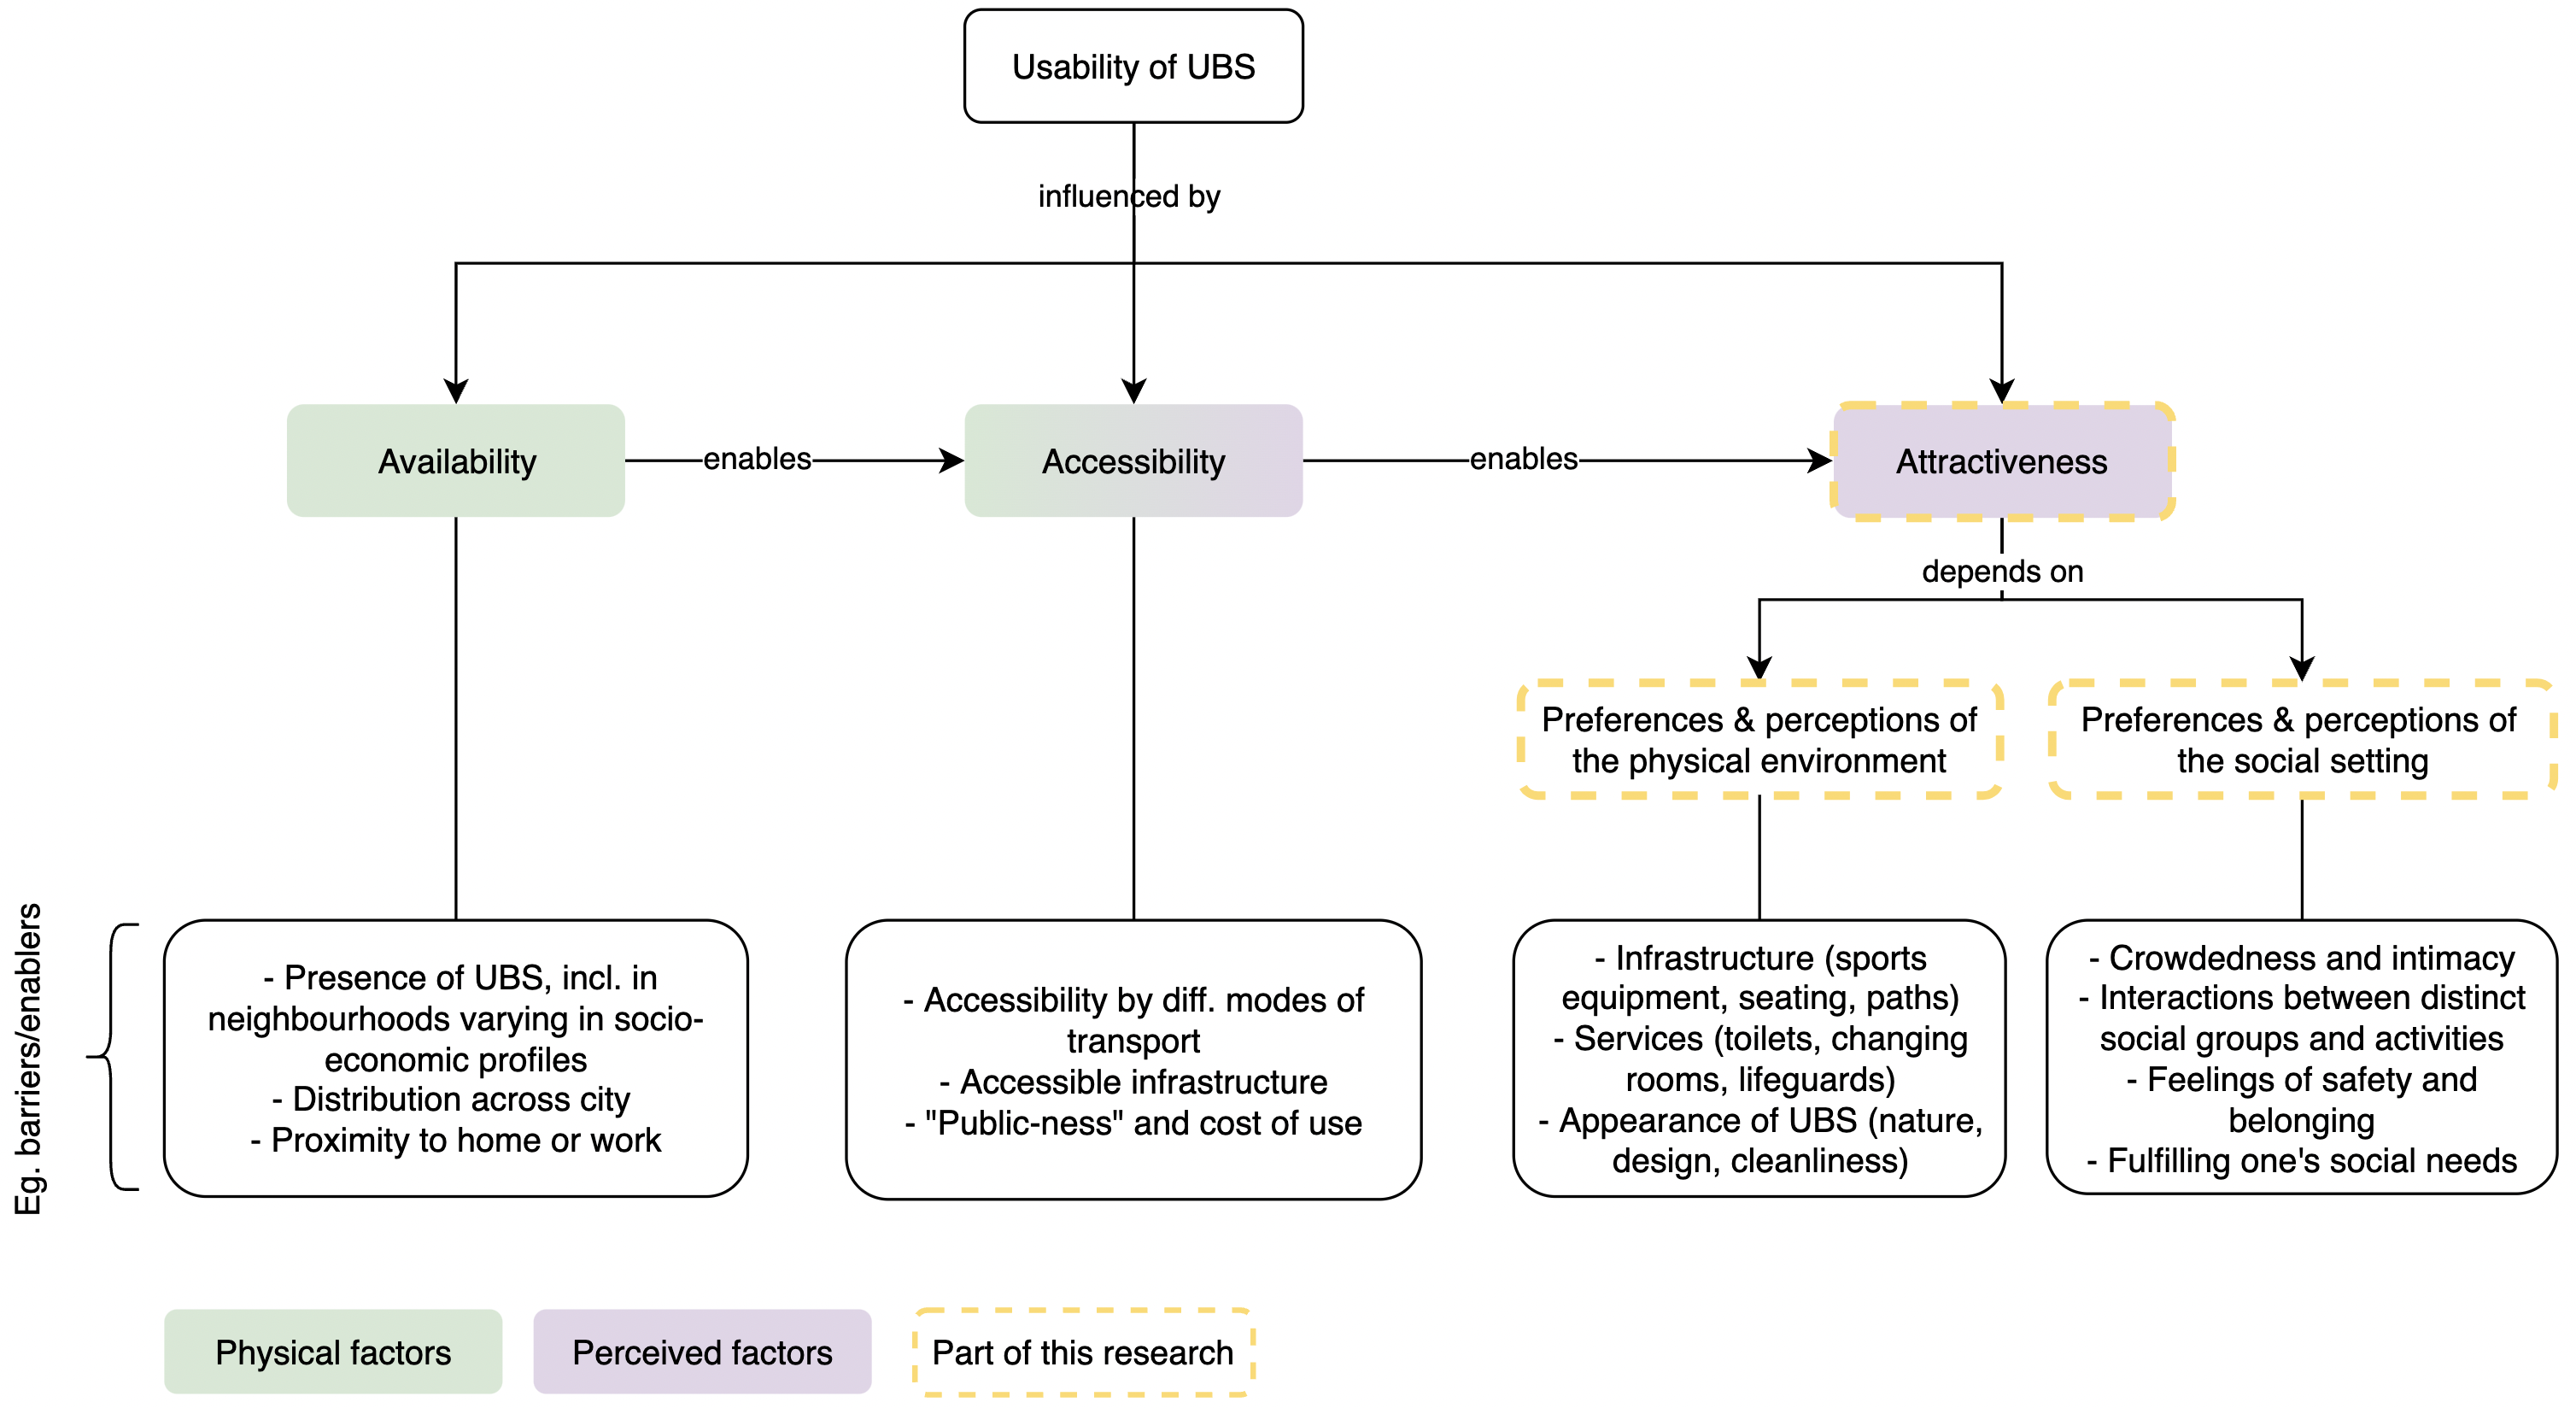 Usability of UBS
influenced by
Availability
enables
Accessibility
enables
Attractiveness
depends on
Preferences & perceptions of
the physical environment
Preferences & perceptions of
the social setting
Eg. barriers/enablers
- Presence of UBS, incl. in
neighbourhoods varying in socio-
economic profiles
- Distribution across city
- Proximity to home or work
- Accessibility by diff. modes of
transport
- Accessible infrastructure
- "Public-ness" and cost of use
- Infrastructure (sports
equipment, seating, paths)
- Services (toilets, changing
rooms, lifeguards)
- Appearance of UBS (nature,
design, cleanliness)
- Crowdedness and intimacy
- Interactions between distinct
social groups and activities
- Feelings of safety and
belonging
- Fulfilling one's social needs
Physical factors
Perceived factors
Part of this research